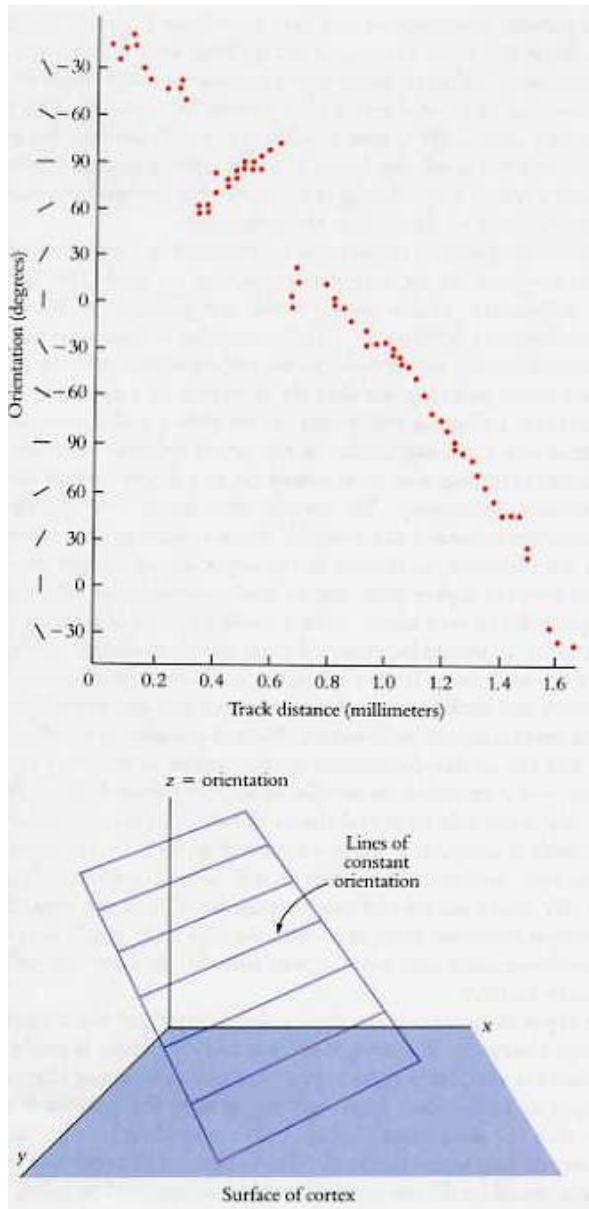 Orientation (degrees)
−30
−60
90
60
30
0
−30
−60
90
60
30
0
−30
0
0.2
0.4
0.6
0.8
1.0
1.2
1.4
1.6
Track distance (millimeters)
z = orientation
Lines of
constant
orientation
x
y
Surface of cortex